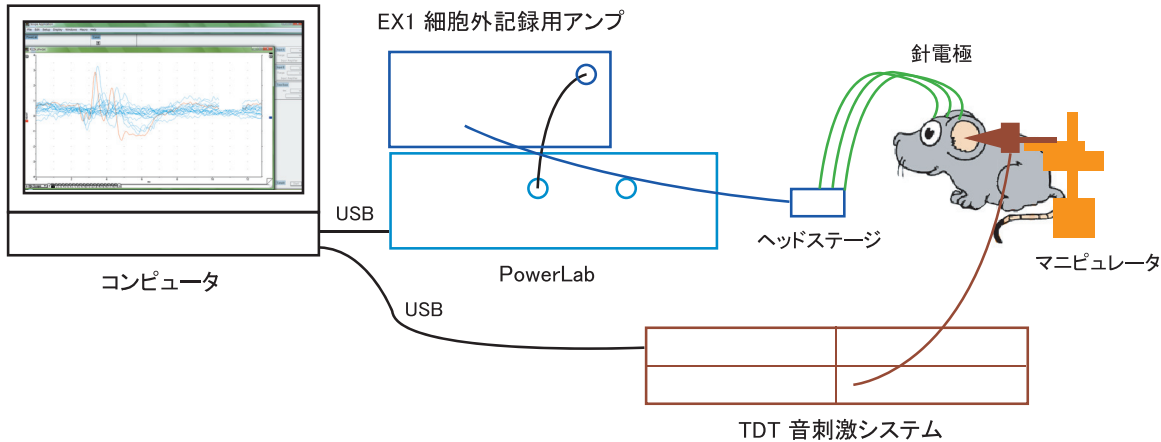 EX1 細胞外記録用アンプ
針電極
USB
ヘッドステージ
マニピュレータ
コンピュータ
PowerLab
USB
TDT 音刺激システム